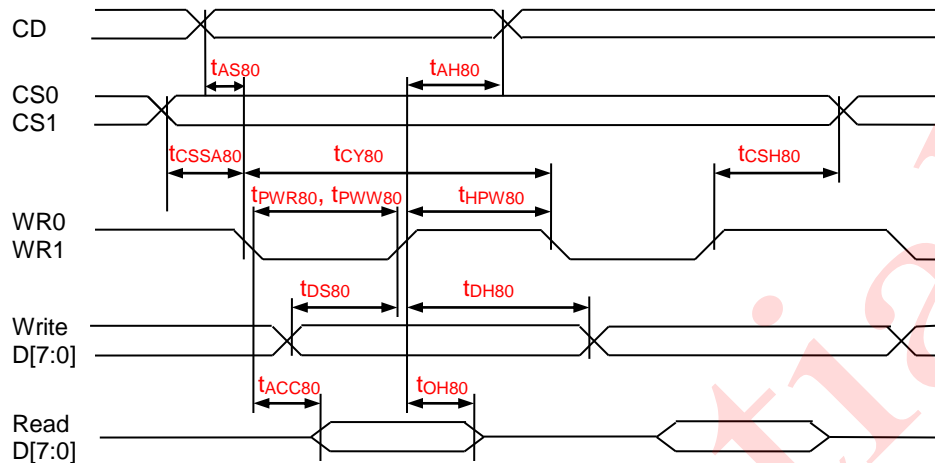 CD
tAS80
tAH80
CS0
CS1
tCSSA80
tCY80
tCSH80
tPWR80, tPWW80
tHPW80
WR0
WR1
tDS80
tDH80
Write
D[7:0]
tACC80
tOH80
Read
D[7:0]